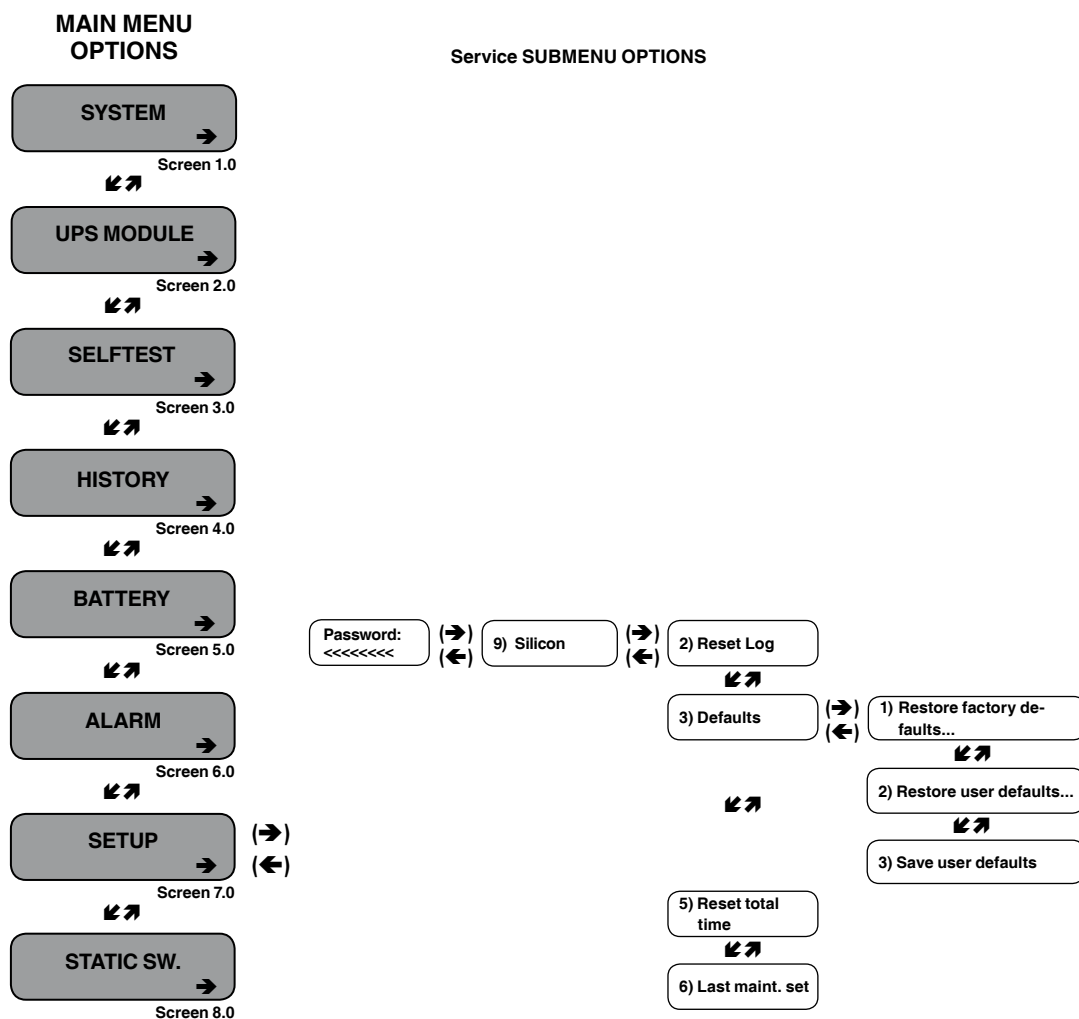 MAIN MENU
OPTIONS
Service SUBMENU OPTIONS
SYSTEM
Screen 1.0
UPS MODULE
Screen 2.0
SELFTEST
Screen 3.0
HISTORY
Screen 4.0
BATTERY
Screen 5.0
ALARM
Screen 6.0
SETUP
Screen 7.0
STATIC SW.
Screen 8.0
Password:
<<<<<<<<
9) Silicon
2) Reset Log
3) Defaults
1) Restore factory de-
faults...
2) Restore user defaults...
3) Save user defaults
5) Reset total
time
6) Last maint. set